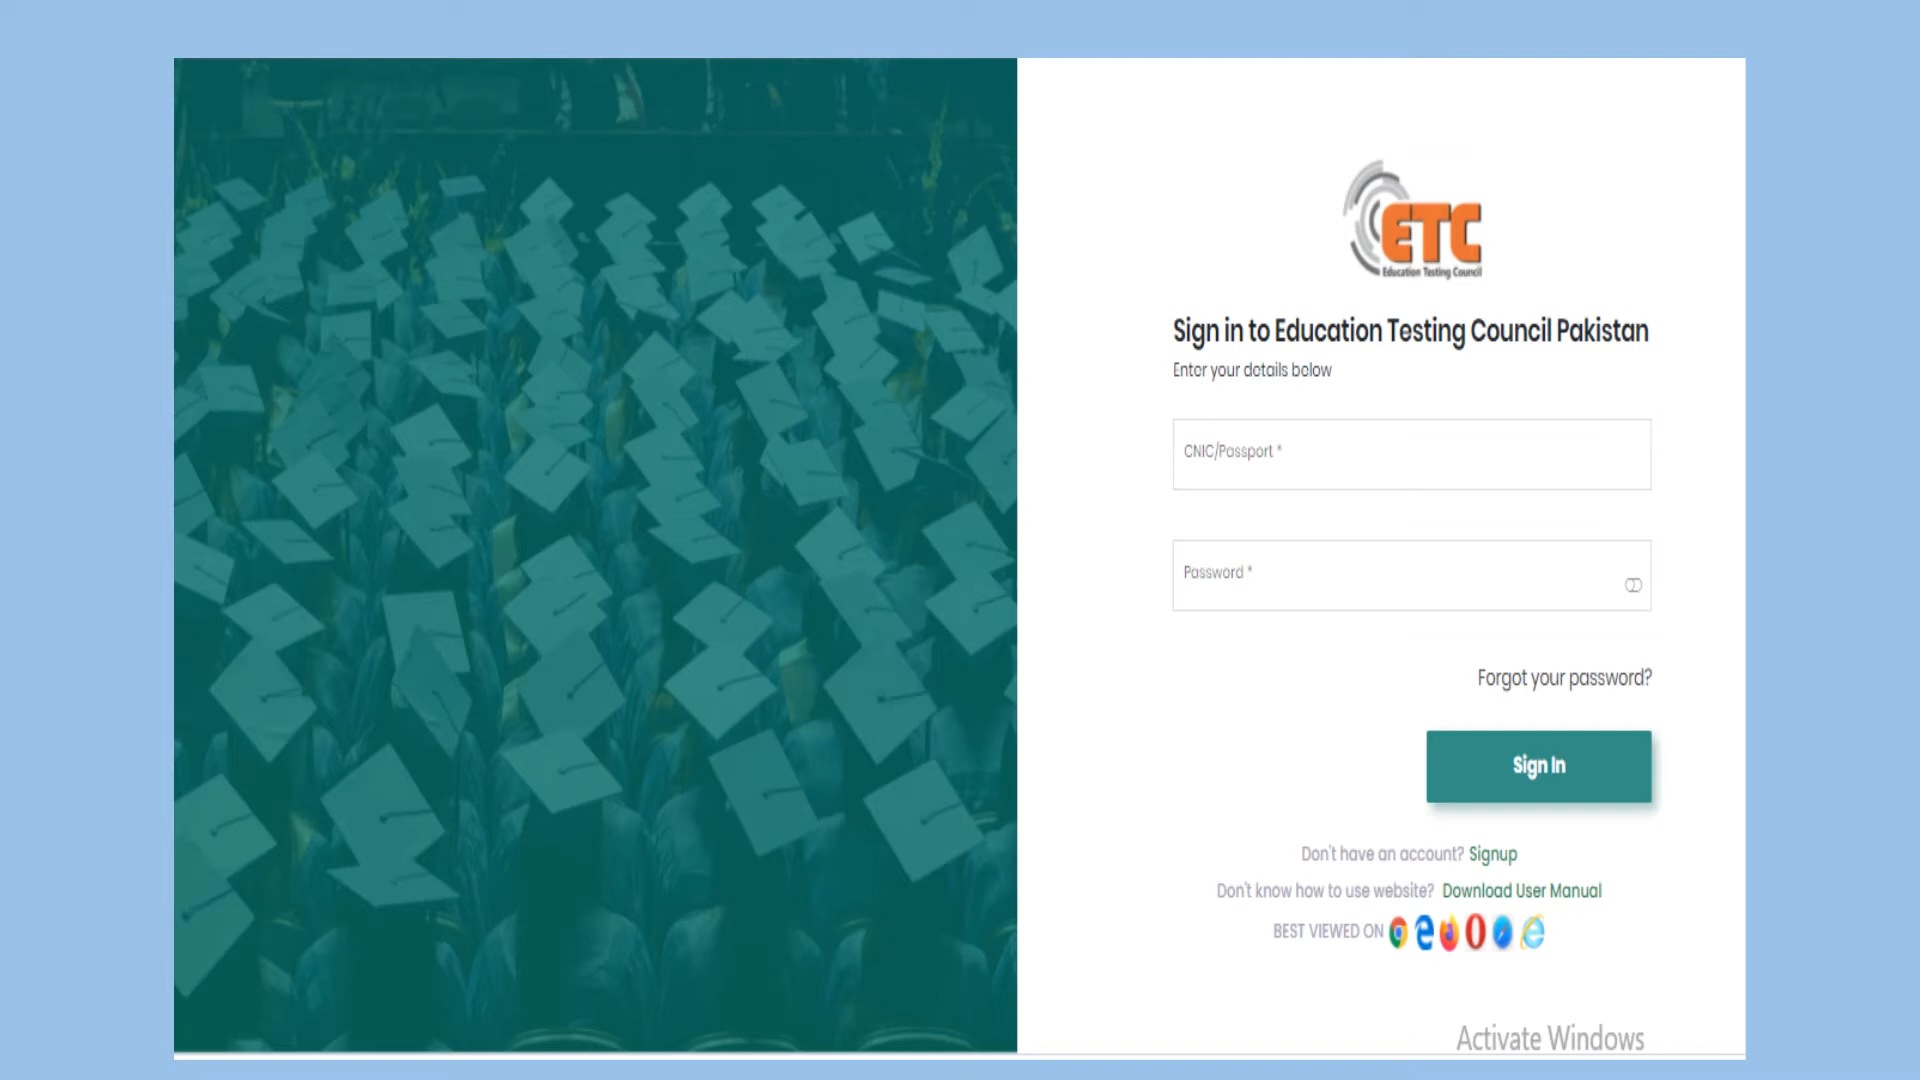 ETC
Education Testing Council
Sign in to Education Testing Council Pakistan
Enter your details below
CNIC/Passport *
Password *
Forgot your password?
Sign In
Don't have an account? Signup
Don't know how to use website? Download User Manual
BEST VIEWED ON
Activate Windows